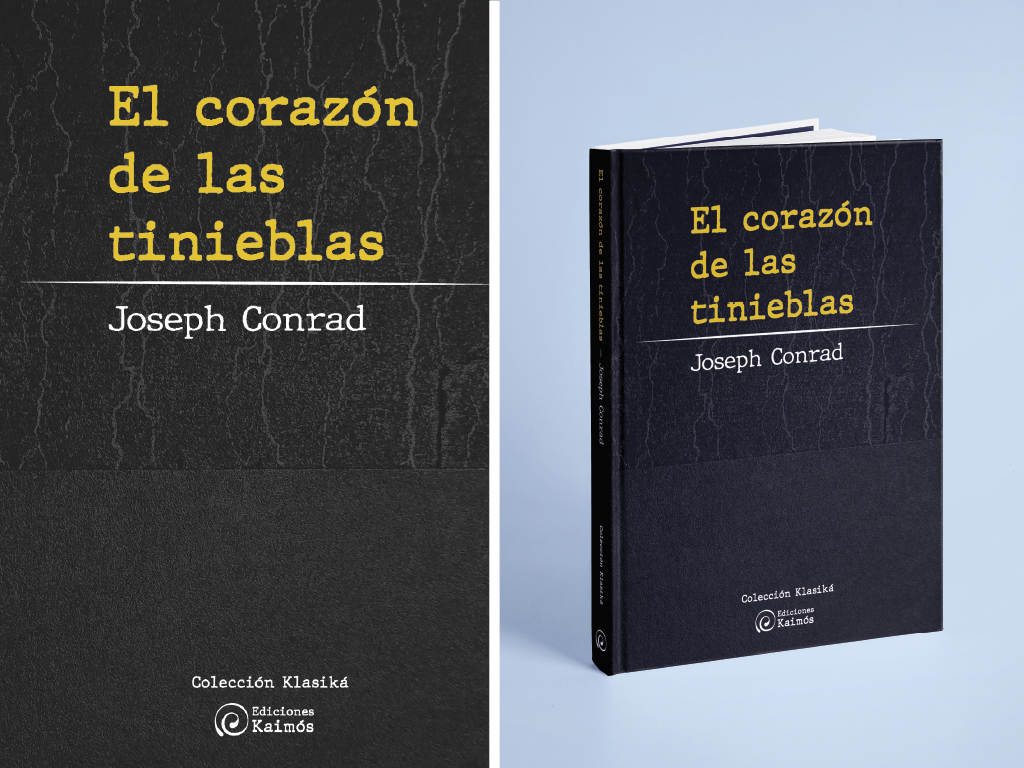 El corazón
de las
tinieblas
Joseph Conrad
Colección Klasiká
Ediciones
Kaimós
El corazón de las tinieblas — Joseph Conrad
Colección Klasiká
El corazón
de las
tinieblas
Joseph Conrad
Colección Klasiká
Ediciones
Kaimós